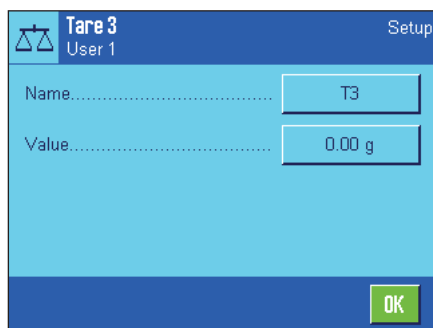 Tare 3 Setup
User 1
Name.................................... T3
Value.................................... 0.00 g
OK